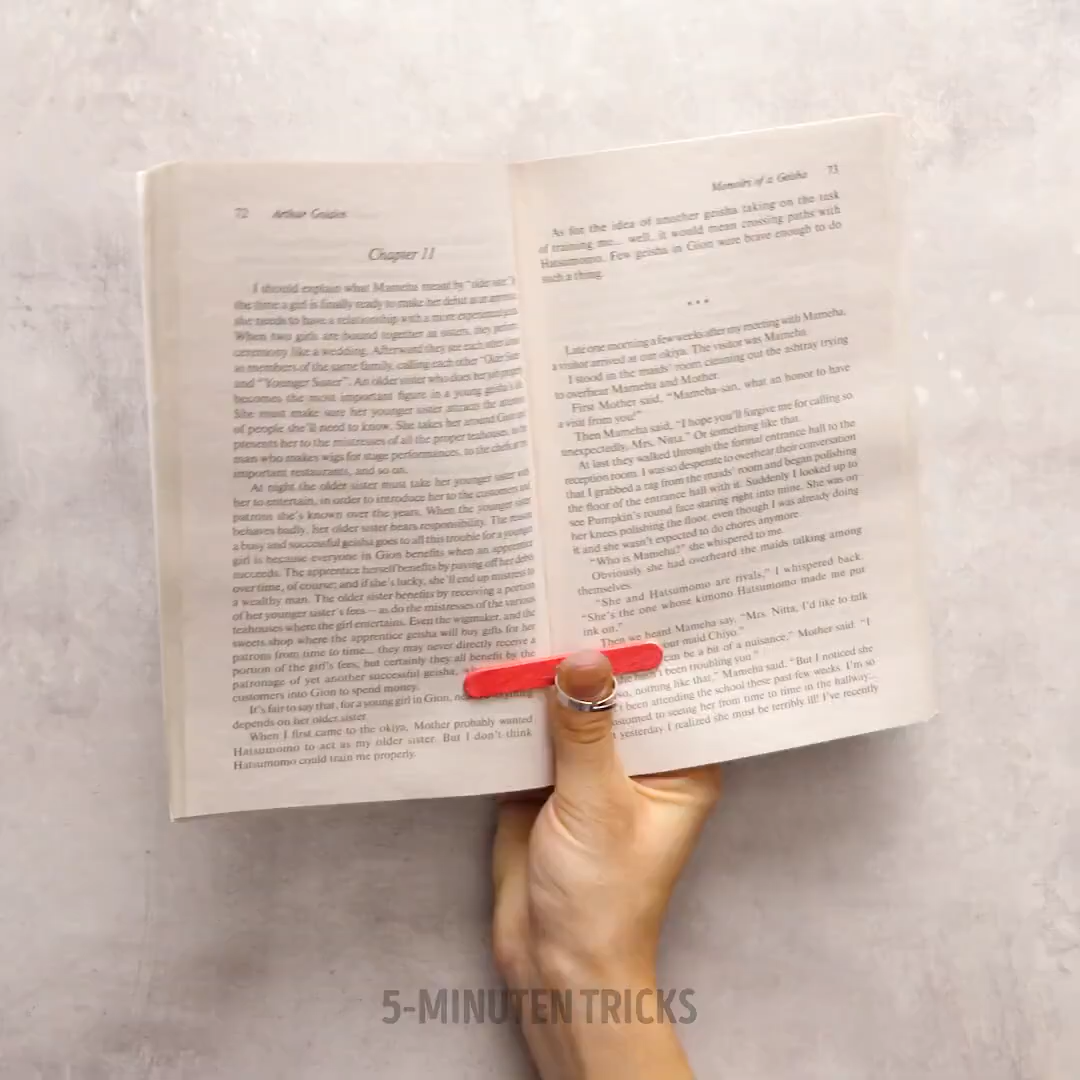 72 Arthur Golden
Chapter 11
I should explain what Mameha meant by "older sister".
the time a girl is finally ready to make her debut as an
she needs to have a relationship with a more experienced
When two girls are bound together as sisters, they
ceremony like a wedding. Afterward they see each other
as members of the same family, calling each other "Older Sister"
and "Younger Sister". An older sister who does her
becomes the most important figure in a young geisha's
She must make sure her younger sister attracts the
of people she'll need to know. She takes her around Gion
presents her to the mistresses of all the proper teahouses, to the
man who makes wigs for stage performances, to the chefs
important restaurants, and so on.
At night the older sister must take her younger sister with
her to entertain, in order to introduce her to the customers and
patrons she's known over the years. When the younger sister
behaves badly, her older sister bears responsibility. The
a busy and successful geisha goes to all this trouble for a younger
girl is because everyone in Gion benefits when an apprentice
succeeds. The apprentice herself benefits by paying off her debts
over time, of course; and if she's lucky, she'll end up mistress to
a wealthy man. The older sister benefits by receiving a portion
of her younger sister's fees – as do the mistresses of the various
teahouses where the girl entertains. Even the wigmaker, and the
sweets shop where the apprentice geisha will buy gifts for her
patrons from time to time... they may never directly receive a
portion of the girl's fees; but certainly they all benefit by the
patronage of yet another successful geisha,
customers into Gion to spend money.
It's fair to say that, for a young girl in Gion,
depends on her older sister.
When I first came to the okiya, Mother probably wanted
Hatsumomo to act as my older sister. But I don't think
Hatsumomo could train me properly.
Memoirs of a Geisha 73
As for the idea of another geisha taking on the task
of training me... well, it would mean crossing paths with
Hatsumomo. Few geisha in Gion were brave enough to do
such a thing.
• • •
Late one morning a few weeks after my meeting with Mameha,
a visitor arrived at our okiya. The visitor was Mameha.
I stood in the maids' room cleaning out the ashtray trying
to overhear Mameha and Mother.
First Mother said, "Mameha-san, what an honor to have
a visit from you!"
Then Mameha said, "I hope you'll forgive me for calling so
unexpectedly, Mrs. Nitta." Or something like that.
At last they walked through the formal entrance hall to the
reception room. I was so desperate to overhear their conversation
that I grabbed a rag from the maids' room and began polishing
the floor of the entrance hall with it. Suddenly I looked up to
see Pumpkin's round face staring right into mine. She was on
her knees polishing the floor, even though I was already doing
it and she wasn't expected to do chores anymore.
"Who is Mameha?" she whispered to me.
Obviously she had overheard the maids talking among
themselves.
"She and Hatsumomo are rivals," I whispered back.
"She's the one whose kimono Hatsumomo made me put
ink on."
Then we heard Mameha say, "Mrs. Nitta, I'd like to talk
our maid Chiyo."
can be a bit of a nuisance," Mother said. "I
she hasn't been troubling you."
so, nothing like that," Mameha said. "But I noticed she
t been attending the school these past few weeks. I'm so
ustomed to seeing her from time to time in the hallway...
t yesterday I realized she must be terribly ill! I've recently
5-MINUTEN TRICKS